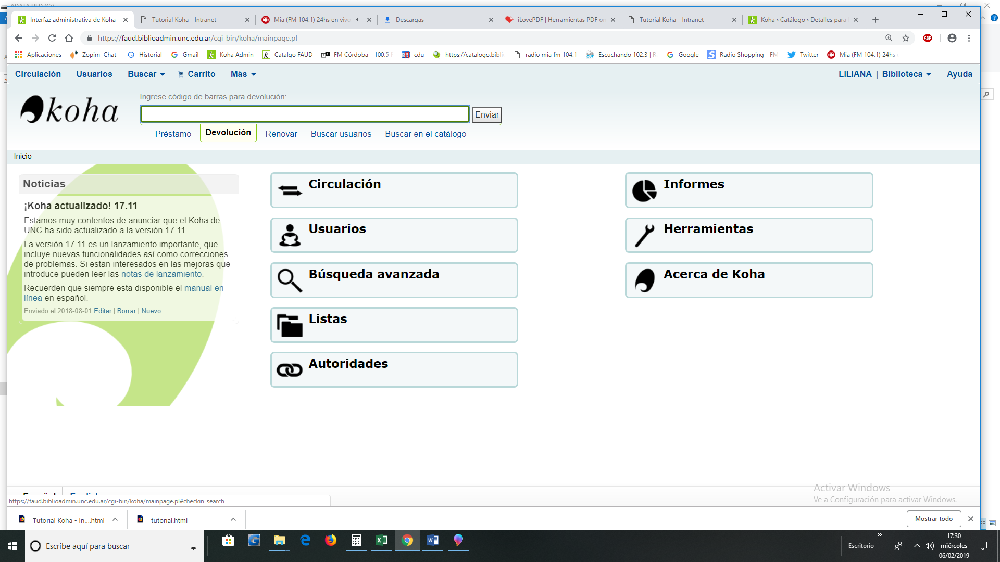 ADATA UFD (G:)
Interfaz administrativa de Koha
Tutorial Koha - Intranet
Mia (FM 104.1) 24hs en vivo
Descargas
iLovePDF | Herramientas PDF on
Tutorial Koha - Intranet
Koha › Catálogo › Detalles para
https://faud.biblioadmin.unc.edu.ar/cgi-bin/koha/mainpage.pl
ABP
Aplicaciones
Zopim Chat
Historial
Gmail
Koha Admin
Catalgo FAUD
FM Córdoba - 100.5
cdu
https://catalogo.bibli
radio mia fm 104.1
Escuchando 102.3 | R
Google
Radio Shopping - FM
Twitter
Mia (FM 104.1) 24hs
Circulación
Usuarios
Buscar
Carrito
Más
LILIANA | Biblioteca
Ayuda
koha
Ingrese código de barras para devolución:
Enviar
Préstamo
Devolución
Renovar
Buscar usuarios
Buscar en el catálogo
Inicio
Noticias
¡Koha actualizado! 17.11
Estamos muy contentos de anunciar que el Koha de
UNC ha sido actualizado a la versión 17.11.
La versión 17.11 es un lanzamiento importante, que
incluye nuevas funcionalidades así como correcciones
de problemas. Si estan interesados en las mejoras que
introduce pueden leer las notas de lanzamiento.
Recuerden que siempre esta disponible el manual en
línea en español.
Enviado el 2018-08-01 Editar | Borrar | Nuevo
Circulación
Usuarios
Búsqueda avanzada
Listas
Autoridades
Informes
Herramientas
Acerca de Koha
Español
English
Activar Windows
Ve a Configuración para activar Windows.
https://faud.biblioadmin.unc.edu.ar/cgi-bin/koha/mainpage.pl#checkin_search
Tutorial Koha - In....html
tutorial.html
Mostrar todo
Escribe aquí para buscar
Escritorio
17:30
miércoles
06/02/2019